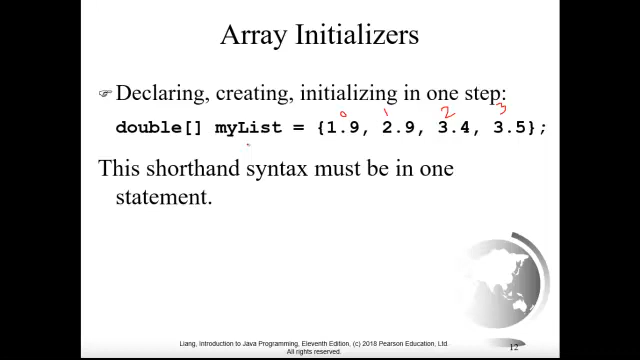 Array Initializers
☞ Declaring, creating, initializing in one step:
0 1 2 3
double[] myList = {1.9, 2.9, 3.4, 3.5};
This shorthand syntax must be in one
statement.
Liang, Introduction to Java Programming, Eleventh Edition, (c) 2018 Pearson Education, Ltd.
All rights reserved.
12